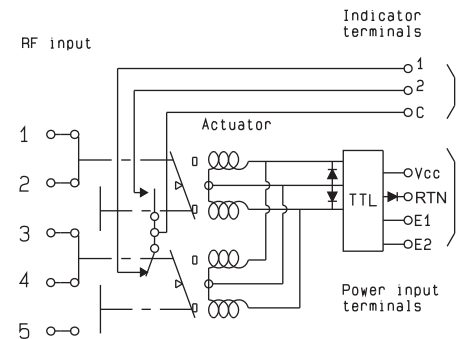 Indicator
terminals
RF input
1
2
C
Actuator
1
2
3
4
5
TTL
Vcc
RTN
E1
E2
Power input
terminals